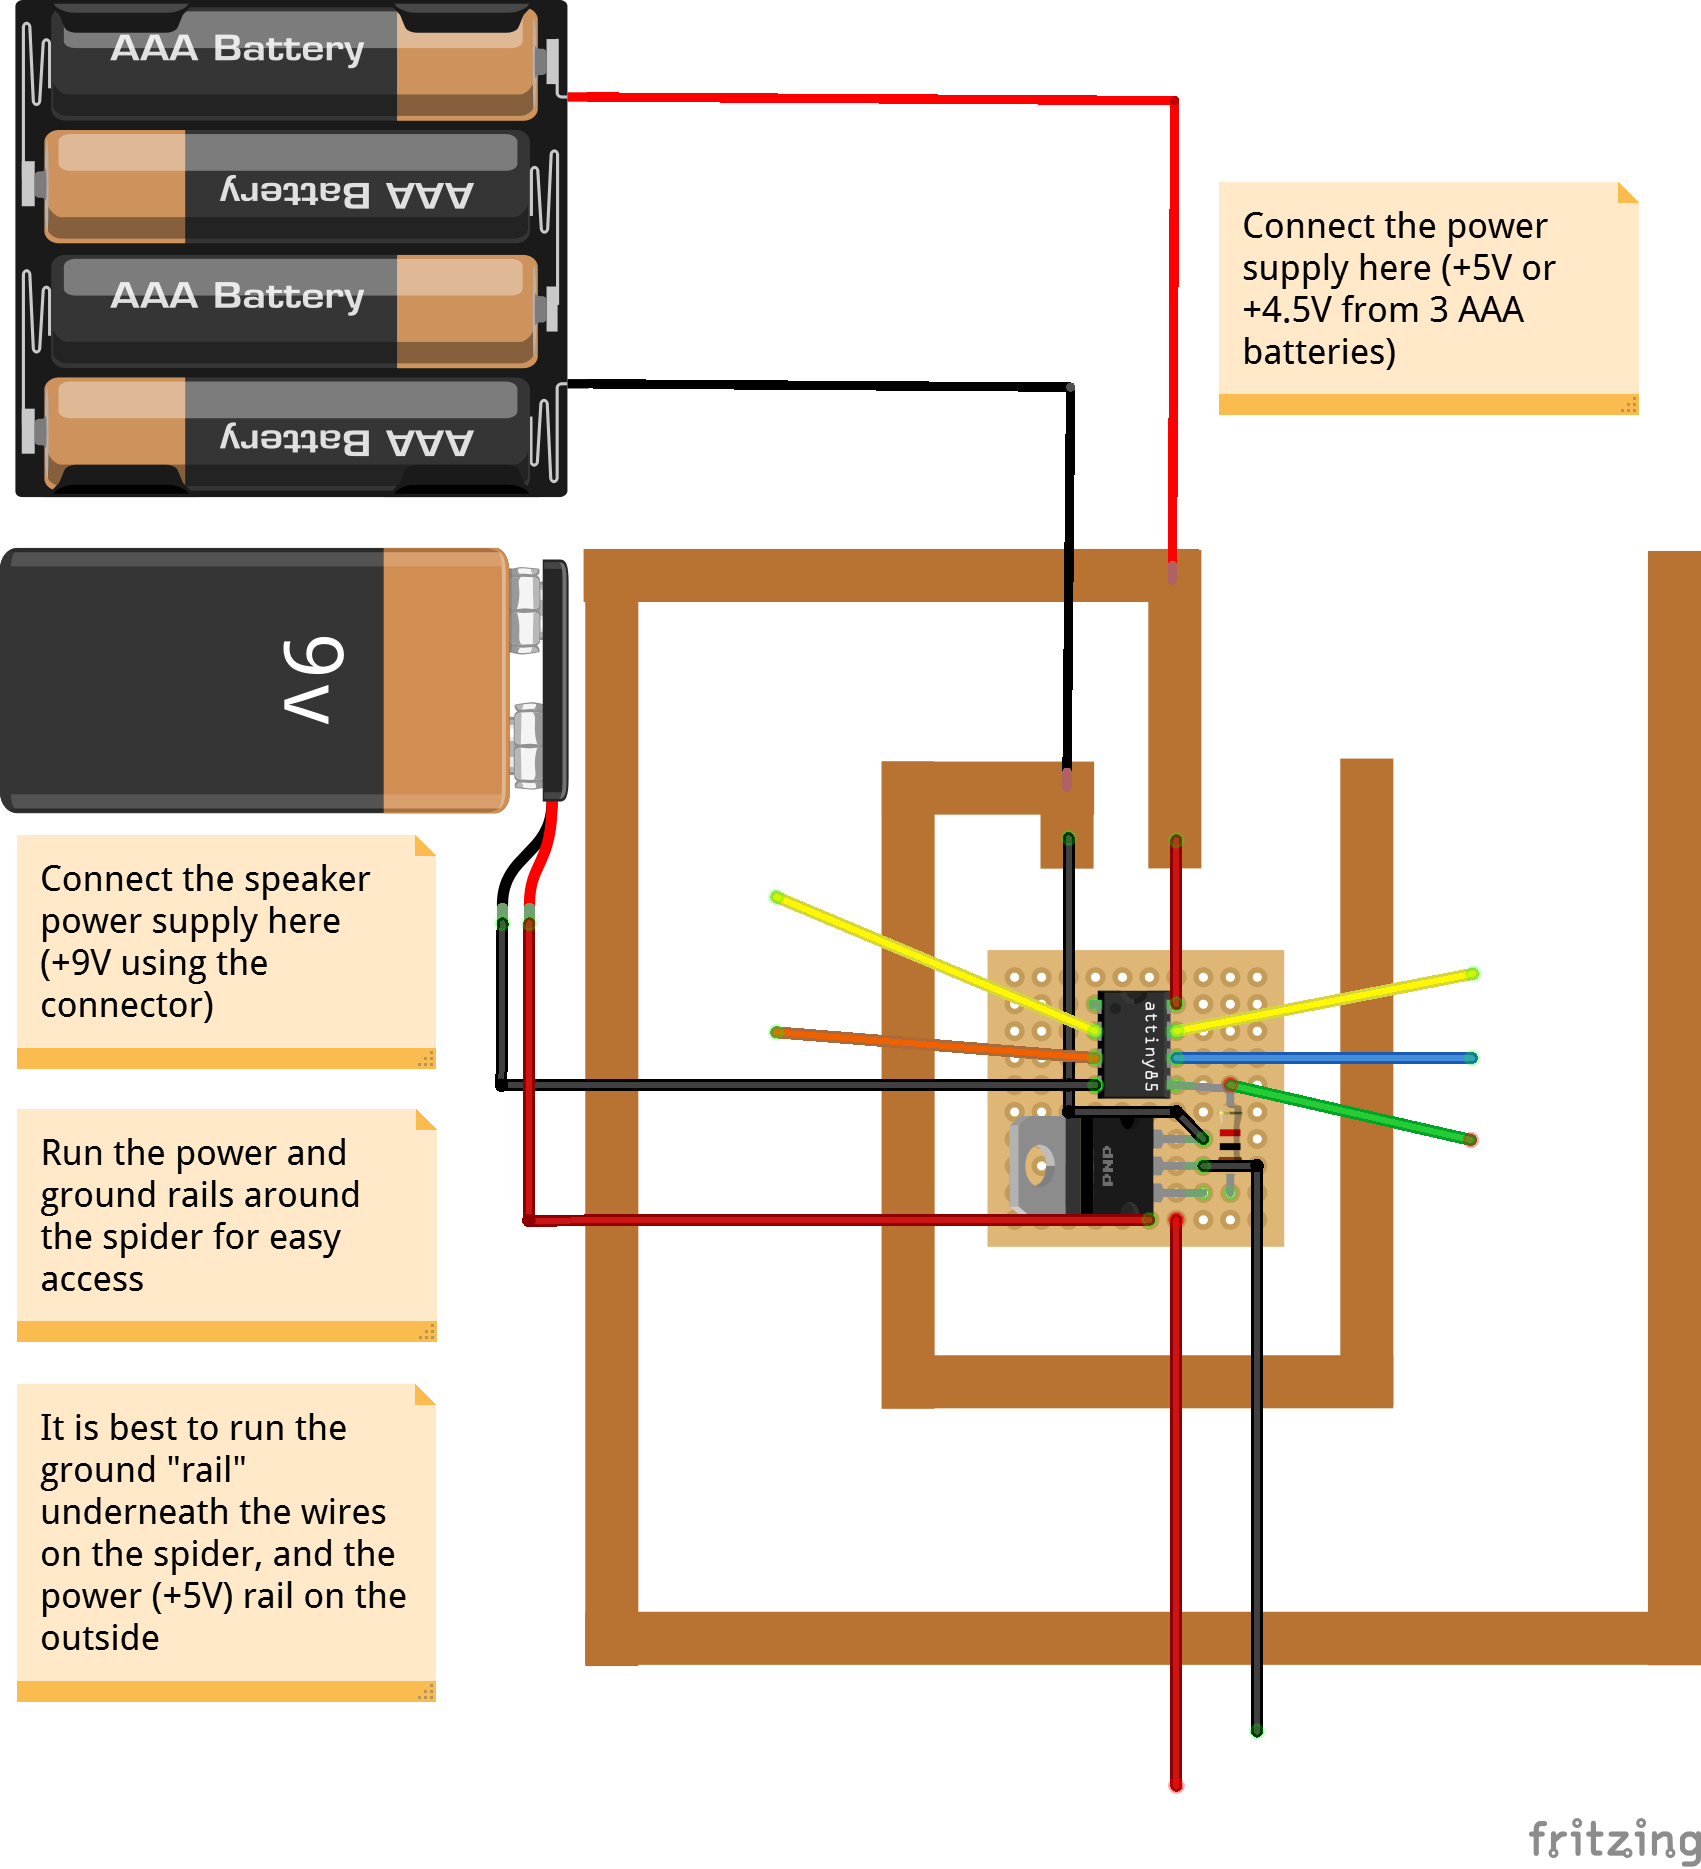 AAA Battery
AAA Battery
AAA Battery
AAA Battery
Connect the power
supply here (+5V or
+4.5V from 3 AAA
batteries)
9v
Connect the speaker
power supply here
(+9V using the
connector)
attiny85
PNP
Run the power and
ground rails around
the spider for easy
access
It is best to run the
ground "rail"
underneath the wires
on the spider, and the
power (+5V) rail on the
outside
fritzing